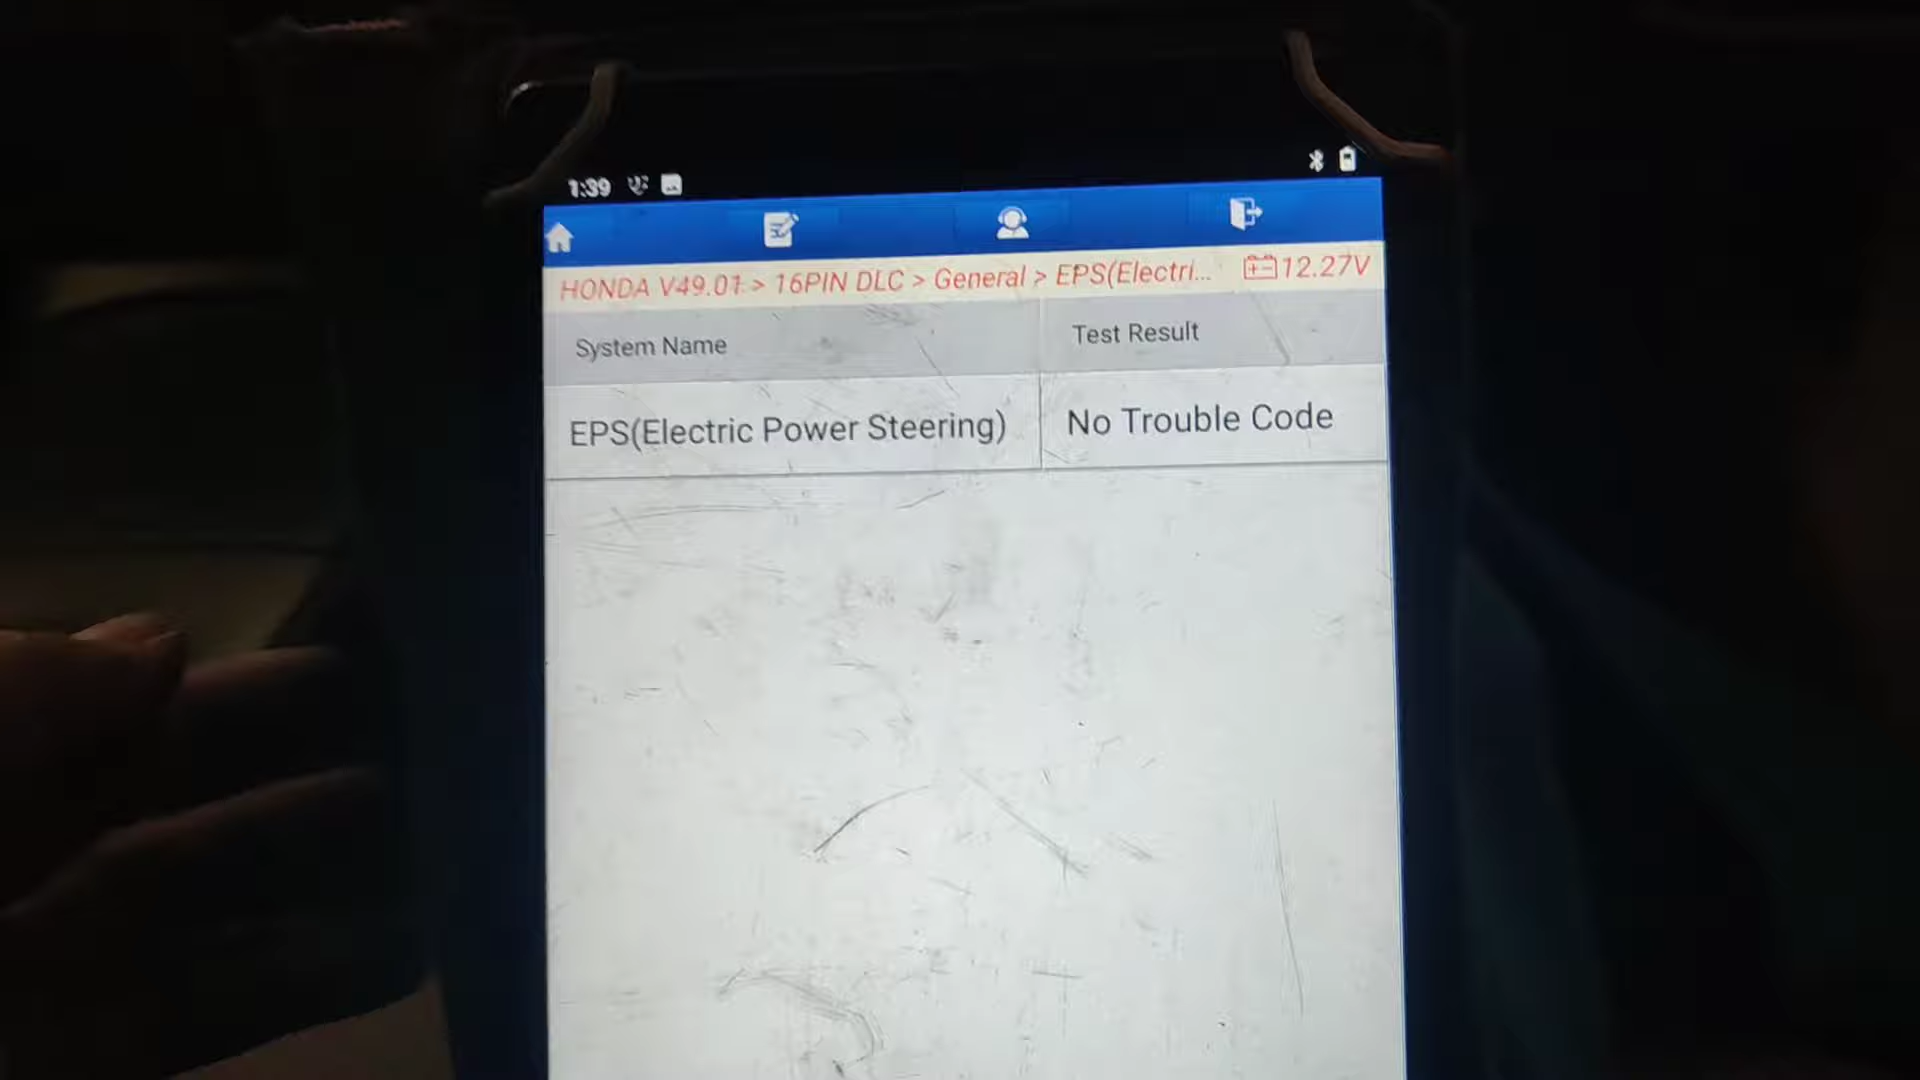 1:39
HONDA V49.01 > 16PIN DLC > General > EPS(Electri... 12.27V
System Name Test Result
EPS(Electric Power Steering) No Trouble Code